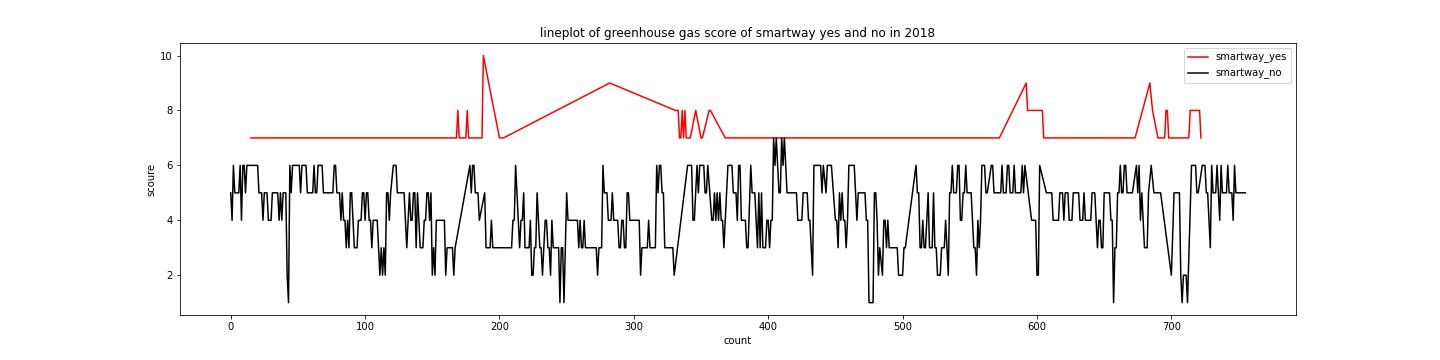 lineplot of greenhouse gas score of smartway yes and no in 2018
smartway_yes
smartway_no
10
8
6
4
2
scoure
0 100 200 300 400 500 600 700
count